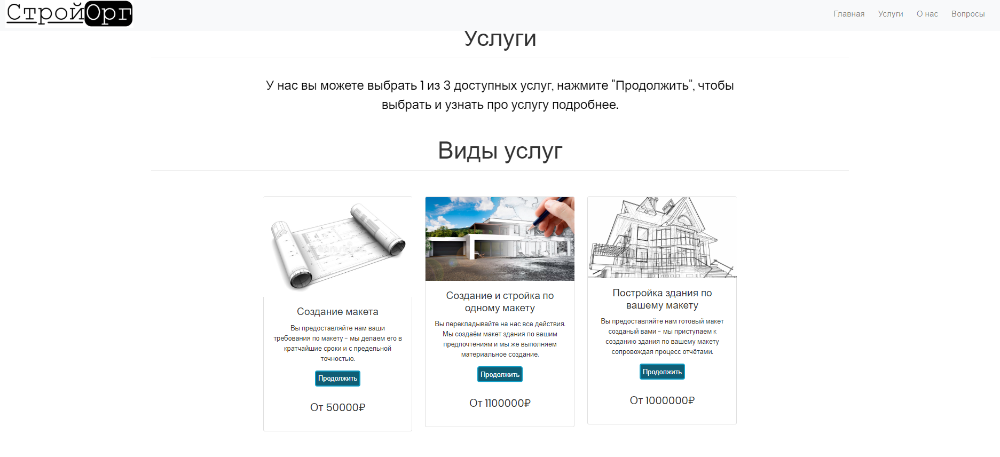 СтройОрг
Главная Услуги О нас Вопросы
Услуги
У нас вы можете выбрать 1 из 3 доступных услуг, нажмите "Продолжить", чтобы
выбрать и узнать про услугу подробнее.
Виды услуг
Создание макета
Вы предоставляйте нам ваши
требования по макету - мы делаем его в
кратчайшие сроки и с предельной
точностью.
Продолжить
От 50000₽
Создание и стройка по
одному макету
Вы перекладывайте на нас все действия.
Мы создаём макет здания по вашим
предпочтениям и мы же выполняем
материальное создание.
Продолжить
От 1100000₽
Постройка здания по
вашему макету
Вы предоставляйте нам готовый макет
созданый вами - мы приступаем к
созданию здания по вашему макету
сопровождая процесс отчётами.
Продолжить
От 1000000₽